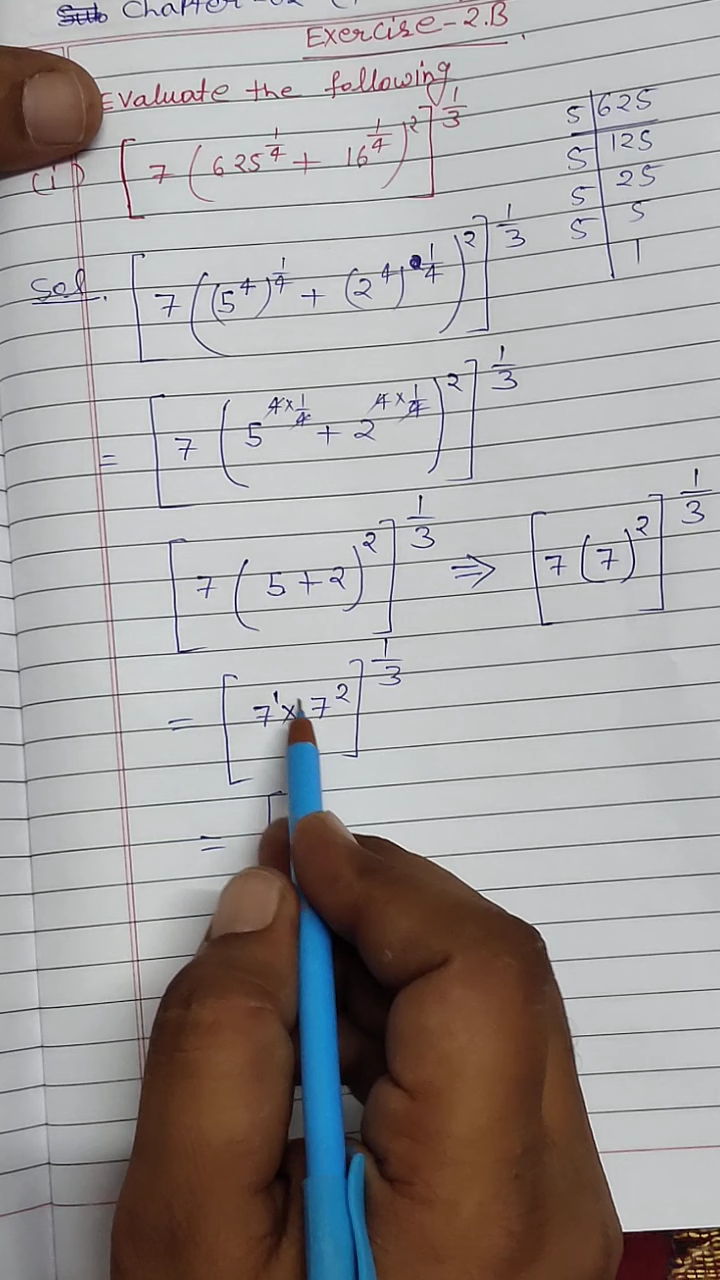 Chapter - 02
Exercise - 2.B
Evaluate the following
(i) [7 (625^1/4 + 16^1/4)^2]^1/3
5 | 625
5 | 125
5 | 25
5 | 5
| 1
Sol. [7 ((5^4)^1/4 + (2^4)^1/4)^2]^1/3
= [7 (5^4×1/4 + 2^4×1/4)^2]^1/3
[7 (5+2)^2]^1/3 ⇒ [7 (7)^2]^1/3
= [7^1 × 7^2]^1/3
= [